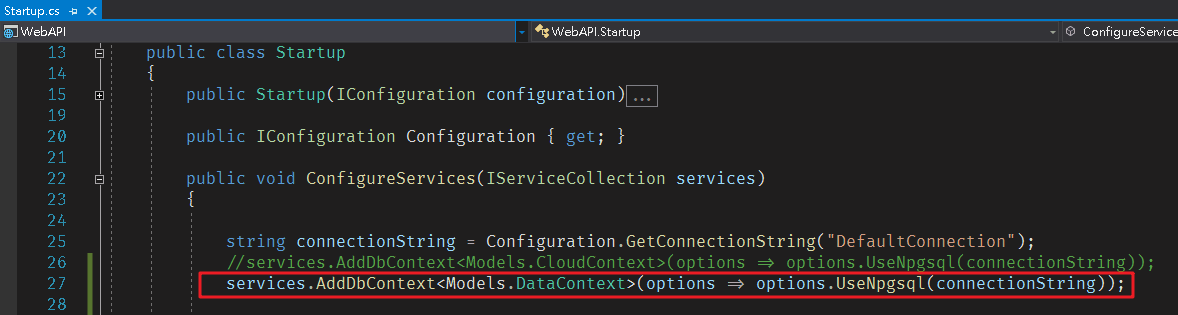 Startup.cs
WebAPI WebAPI.Startup ConfigureService
13 public class Startup
14 {
15 public Startup(IConfiguration configuration)...
19
20 public IConfiguration Configuration { get; }
21
22 public void ConfigureServices(IServiceCollection services)
23 {
24
25 string connectionString = Configuration.GetConnectionString("DefaultConnection");
26 //services.AddDbContext<Models.CloudContext>(options => options.UseNpgsql(connectionString));
27 services.AddDbContext<Models.DataContext>(options => options.UseNpgsql(connectionString));
28